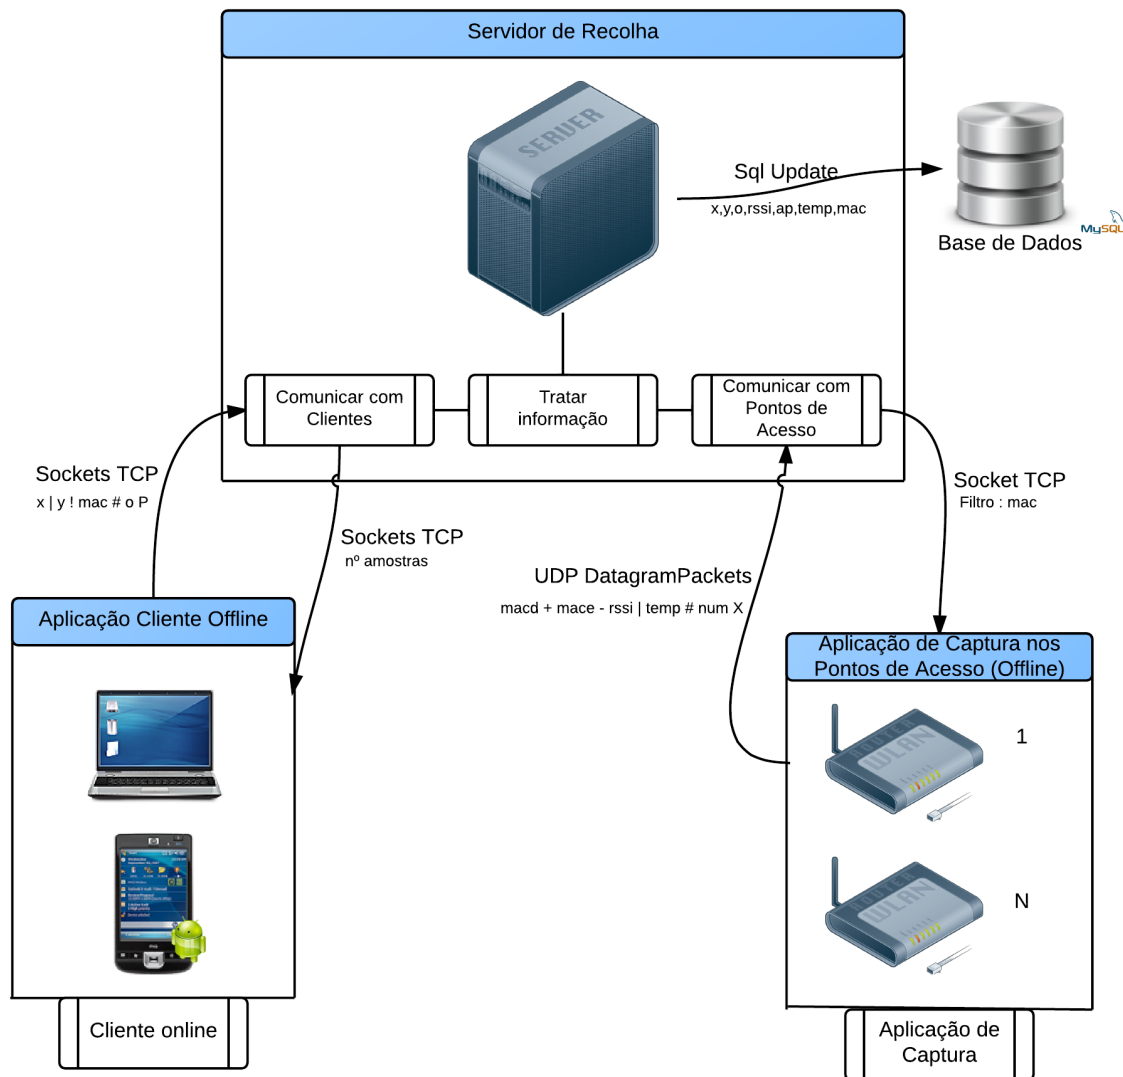 Servidor de Recolha
SERVER
Sql Update
x,y,o,rssi,ap,temp,mac
MySQL
Base de Dados
Comunicar com
Clientes
Tratar
informação
Comunicar com
Pontos de
Acesso
Sockets TCP
x | y ! mac # o P
Socket TCP
Filtro : mac
Sockets TCP
nº amostras
UDP DatagramPackets
macd + mace - rssi | temp # num X
Aplicação Cliente Offline
Aplicação de Captura nos
Pontos de Acesso (Offline)
ROUTER
WLAN
1
ROUTER
WLAN
N
Cliente online
Aplicação de
Captura